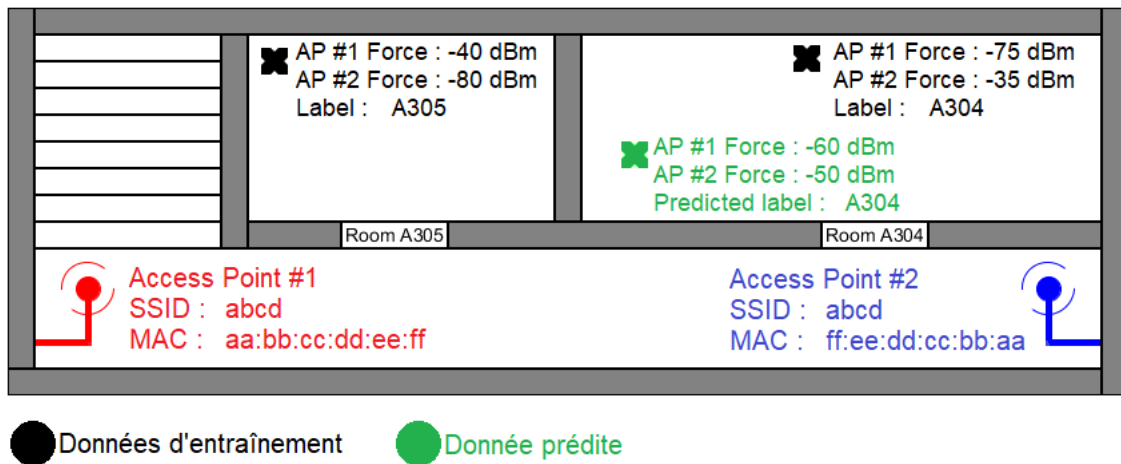 AP #1 Force : -40 dBm
AP #2 Force : -80 dBm
Label : A305
AP #1 Force : -75 dBm
AP #2 Force : -35 dBm
Label : A304
AP #1 Force : -60 dBm
AP #2 Force : -50 dBm
Predicted label : A304
Room A305
Room A304
Access Point #1
SSID : abcd
MAC : aa:bb:cc:dd:ee:ff
Access Point #2
SSID : abcd
MAC : ff:ee:dd:cc:bb:aa
Données d'entraînement
Donnée prédite